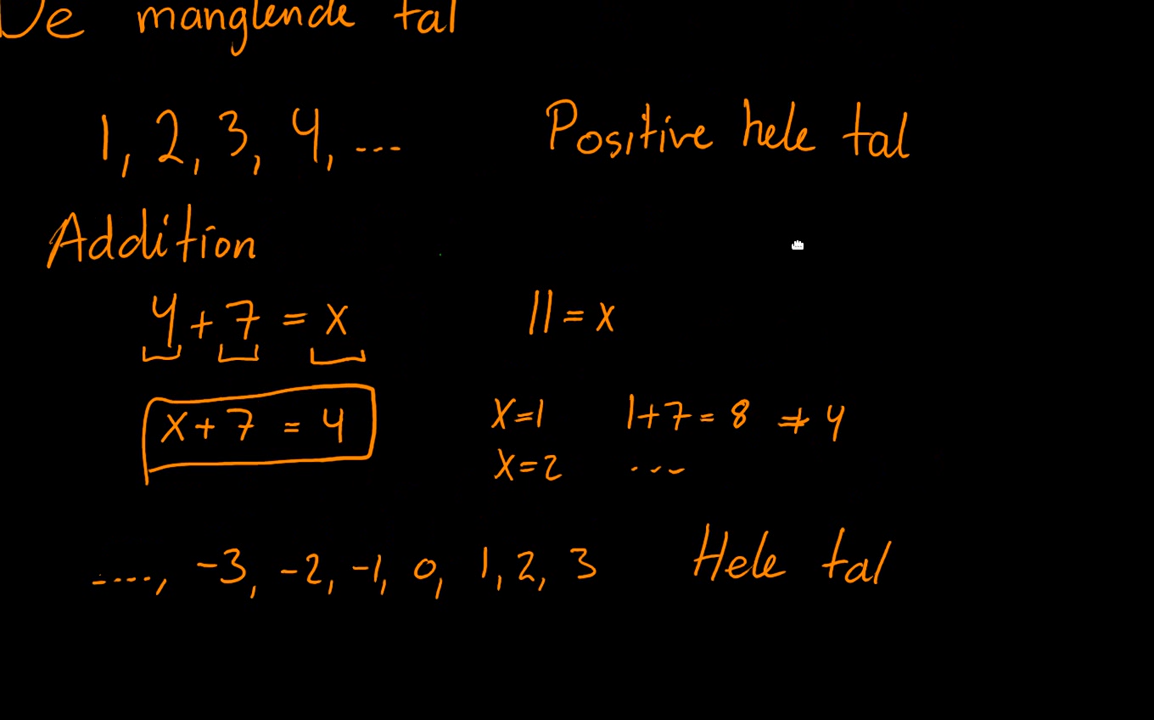 De manglende tal
1, 2, 3, 4, ... Positive hele tal
Addition
4 + 7 = x 11 = x
x + 7 = 4 x = 1 1 + 7 = 8 ≠ 4
x = 2 ...
...., -3, -2, -1, 0, 1, 2, 3 Hele tal